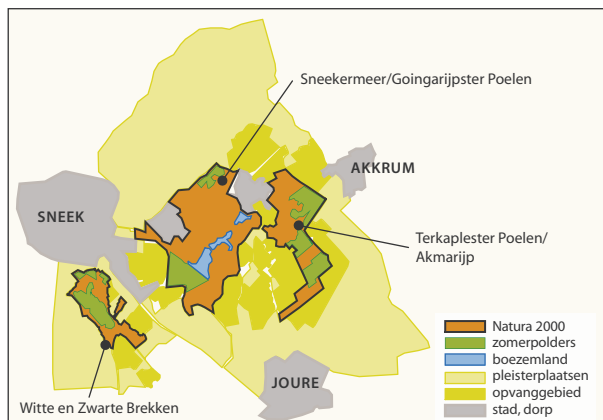 Sneekermeer/Goingarijpster Poelen
AKKRUM
SNEEK
Terkaplester Poelen/
Akmarijp
JOURE
Witte en Zwarte Brekken
Natura 2000
zomerpolders
boezemland
pleisterplaatsen
opvanggebied
stad, dorp